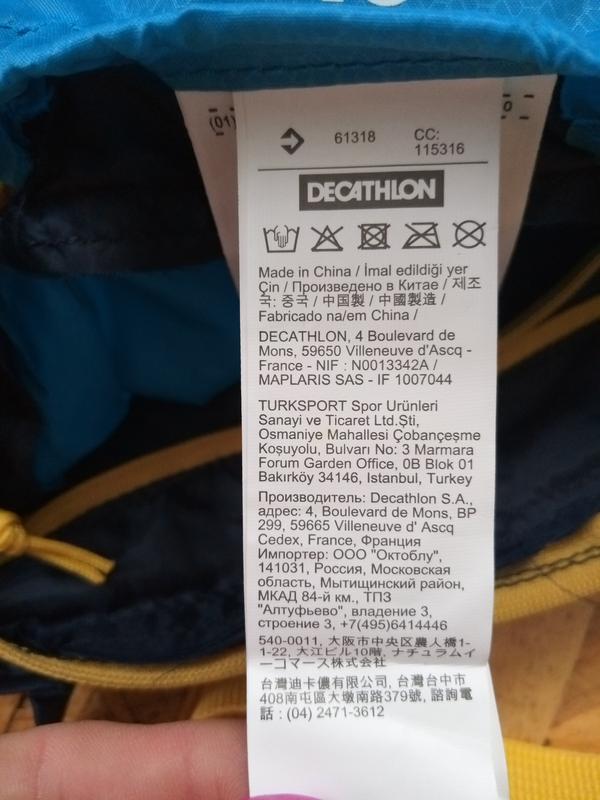 (01)
61318 CC:
115316
DECATHLON
Made in China / İmal edildiği yer
Çin / Произведено в Китае / 제조
국: 중국 / 中国製 / 中國製造 /
Fabricado na/em China /
DECATHLON, 4 Boulevard de
Mons, 59650 Villeneuve d'Ascq -
France - NIF : N0013342A /
MAPLARIS SAS - IF 1007044
TURKSPORT Spor Urünleri
Sanayi ve Ticaret Ltd.Şti,
Osmaniye Mahallesi Çobançeşme
Koşuyolu, Bulvarı No: 3 Marmara
Forum Garden Office, 0B Blok 01
Bakırköy 34146, Istanbul, Turkey
Производитель: Decathlon S.A.,
адрес: 4, Boulevard de Mons, BP
299, 59665 Villeneuve d' Ascq
Cedex, France, Франция
Импортер: ООО "Октоблу",
141031, Россия, Московская
область, Мытищинский район,
МКАД 84-й км., ТПЗ
"Алтуфьево", владение 3,
строение 3, +7(495)6414446
540-0011, 大阪市中央区農人橋1-
1-22, 大江ビル10階, ナチュラムイ
ーコマース株式会社
台灣迪卡儂有限公司, 台灣台中市
408南屯區大墩南路379號, 諮詢電
話 : (04) 2471-3612